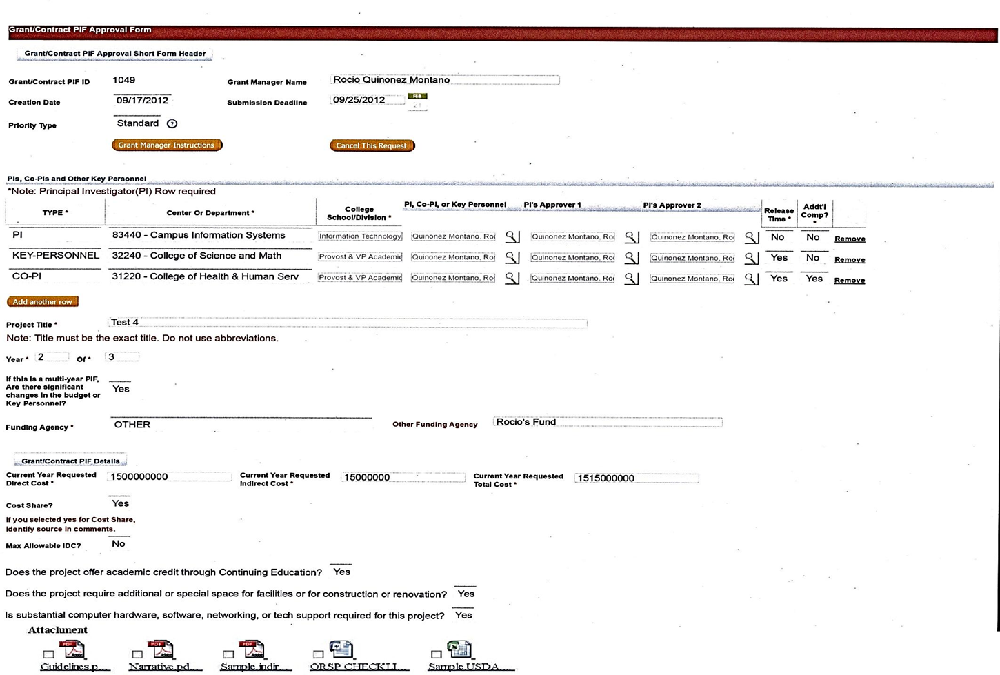 Grant/Contract PIF Approval Form
Grant/Contract PIF Approval Short Form Header
Grant/Contract PIF ID 1049 Grant Manager Name Rocio Quinonez Montano
Creation Date 09/17/2012 Submission Deadline 09/25/2012
Priority Type Standard ?
Grant Manager Instructions Cancel This Request
PIs, Co-PIs and Other Key Personnel
*Note: Principal Investigator(PI) Row required
TYPE * Center Or Department * College School/Division * PI, Co-PI, or Key Personnel PI's Approver 1 PI's Approver 2 Release Time * Addt'l Comp? *
PI 83440 - Campus Information Systems Information Technology Quinonez Montano, Roc Quinonez Montano, Roc Quinonez Montano, Roc No No Remove
KEY-PERSONNEL 32240 - College of Science and Math Provost & VP Academic Quinonez Montano, Roc Quinonez Montano, Roc Quinonez Montano, Roc Yes No Remove
CO-PI 31220 - College of Health & Human Serv Provost & VP Academic Quinonez Montano, Roc Quinonez Montano, Roc Quinonez Montano, Roc Yes Yes Remove
Add another row
Project Title * Test 4
Note: Title must be the exact title. Do not use abbreviations.
Year * 2 Of * 3
If this is a multi-year PIF,
Are there significant
changes in the budget or
Key Personnel? Yes
Funding Agency * OTHER Other Funding Agency Rocio's Fund
Grant/Contract PIF Details
Current Year Requested Direct Cost * 1500000000 Current Year Requested Indirect Cost * 15000000 Current Year Requested Total Cost * 1515000000
Cost Share? Yes
If you selected yes for Cost Share,
identify source in comments.
Max Allowable IDC? No
Does the project offer academic credit through Continuing Education? Yes
Does the project require additional or special space for facilities or for construction or renovation? Yes
Is substantial computer hardware, software, networking, or tech support required for this project? Yes
Attachment
Guidelines.p... Narrative.pd... Sample.indir... ORSP CHECKLI... Sample.USDA....